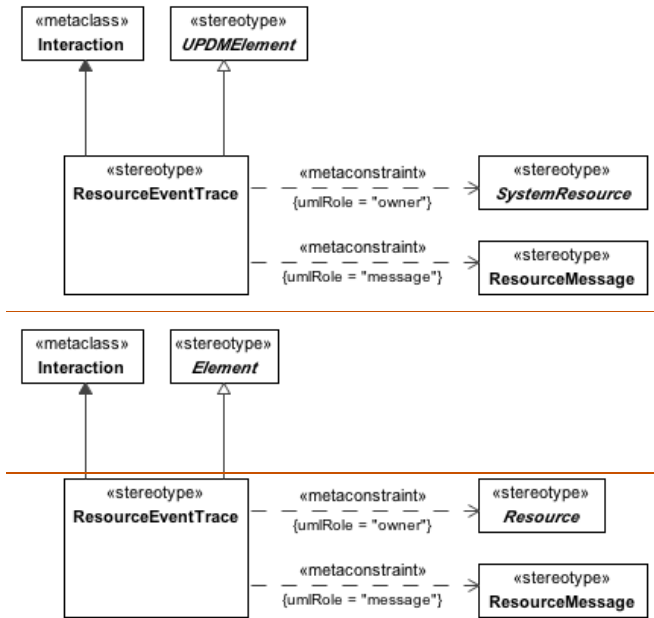 «metaclass»
Interaction
«stereotype»
UPDMElement
«stereotype»
ResourceEventTrace
«metaconstraint»
{umlRole = "owner"}
«stereotype»
SystemResource
«metaconstraint»
{umlRole = "message"}
«stereotype»
ResourceMessage
«metaclass»
Interaction
«stereotype»
Element
«stereotype»
ResourceEventTrace
«metaconstraint»
{umlRole = "owner"}
«stereotype»
Resource
«metaconstraint»
{umlRole = "message"}
«stereotype»
ResourceMessage